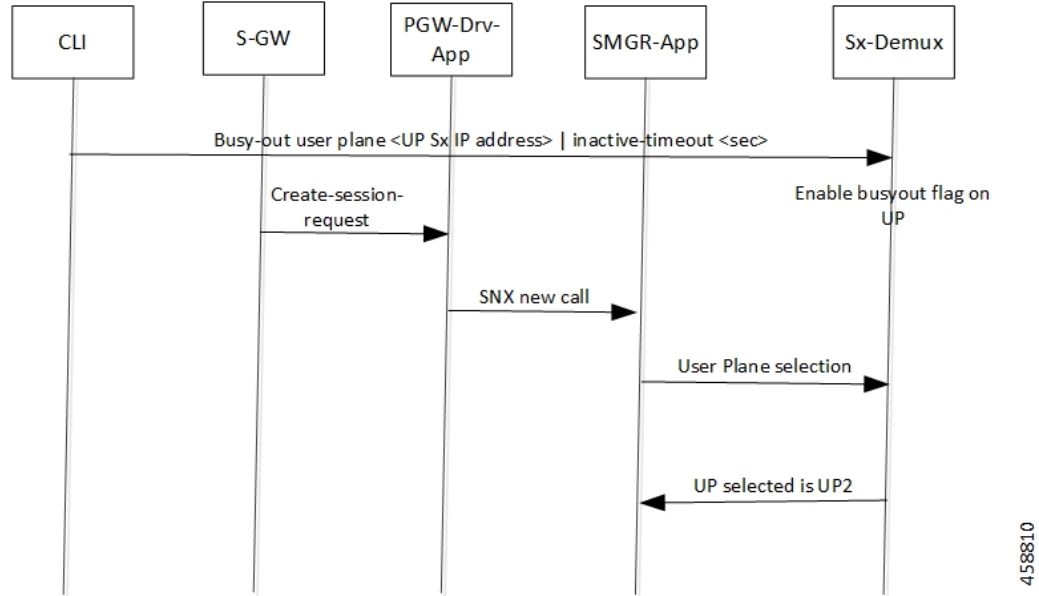 CLI
S-GW
PGW-Drv-
App
SMGR-App
Sx-Demux
Busy-out user plane <UP Sx IP address> | inactive-timeout <sec>
Create-session-
request
Enable busyout flag on
UP
SNX new call
User Plane selection
UP selected is UP2
458810